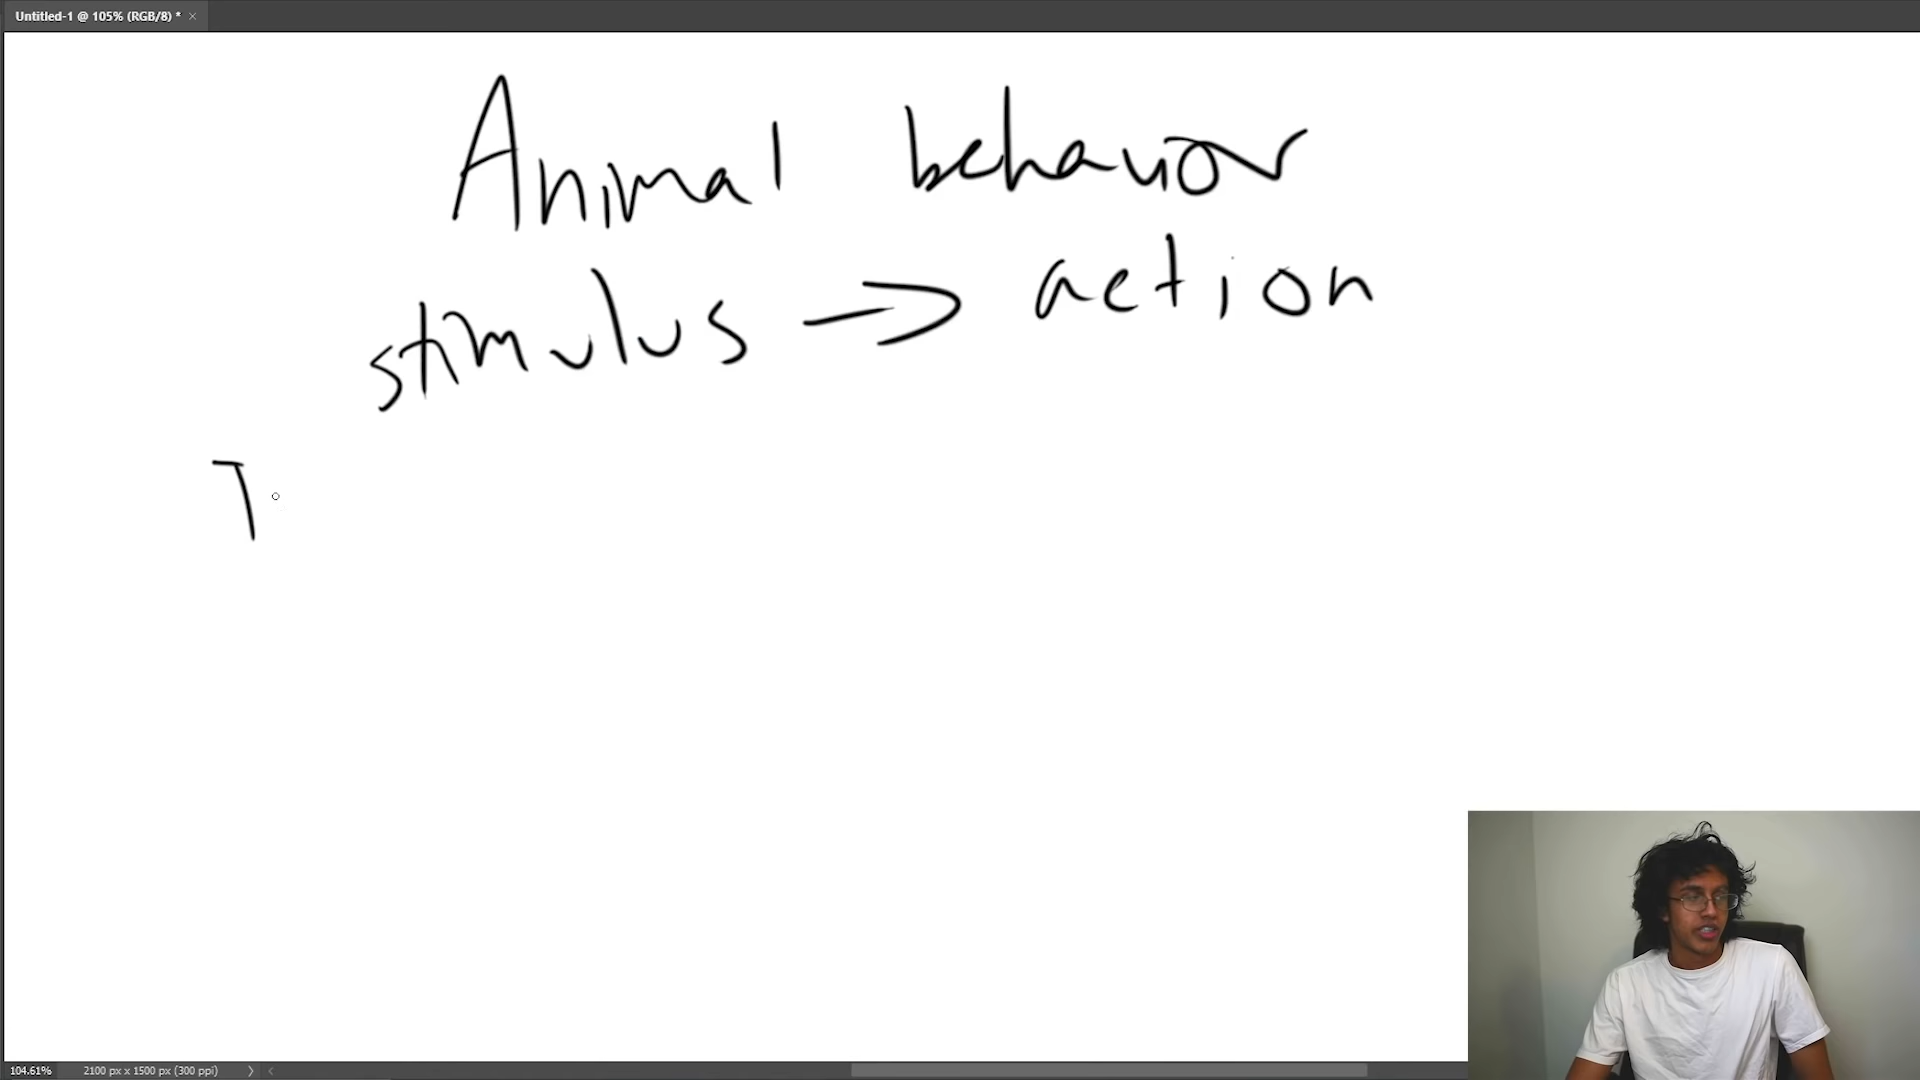 Untitled-1 @ 105% (RGB/8) *
Animal behavior
stimulus → action
T
104.61% 2100 px x 1500 px (300 ppi)